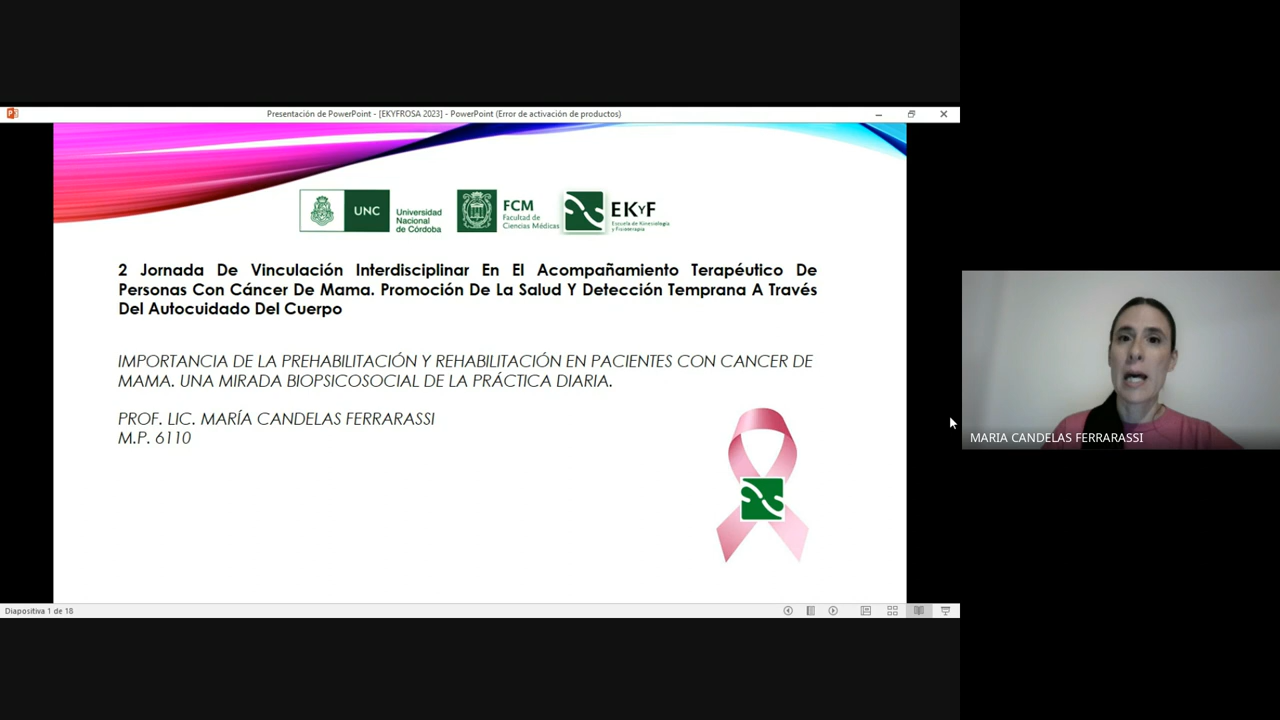 Presentación de PowerPoint - [EKYFROSA 2023] - PowerPoint (Error de activación de productos)
UNC
Universidad
Nacional
de Córdoba
FCM
Facultad de
Ciencias Médicas
EKYF
Escuela de Kinesiología
y Fisioterapia
2 Jornada De Vinculación Interdisciplinar En El Acompañamiento Terapéutico De
Personas Con Cáncer De Mama. Promoción De La Salud Y Detección Temprana A Través
Del Autocuidado Del Cuerpo
IMPORTANCIA DE LA PREHABILITACIÓN Y REHABILITACIÓN EN PACIENTES CON CANCER DE
MAMA. UNA MIRADA BIOPSICOSOCIAL DE LA PRÁCTICA DIARIA.
PROF. LIC. MARÍA CANDELAS FERRARASSI
M.P. 6110
MARIA CANDELAS FERRARASSI
Diapositiva 1 de 18